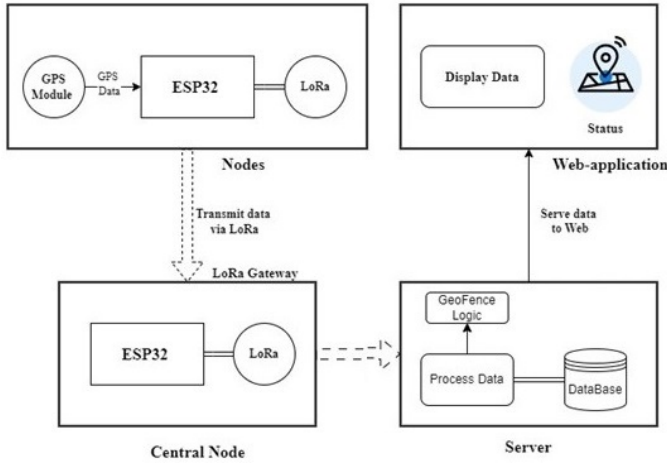 GPS
Module
GPS
Data
ESP32
LoRa
Nodes
Display Data
Status
Web-application
Transmit data
via LoRa
Serve data
to Web
LoRa Gateway
ESP32
LoRa
Central Node
GeoFence
Logic
Process Data
DataBase
Server